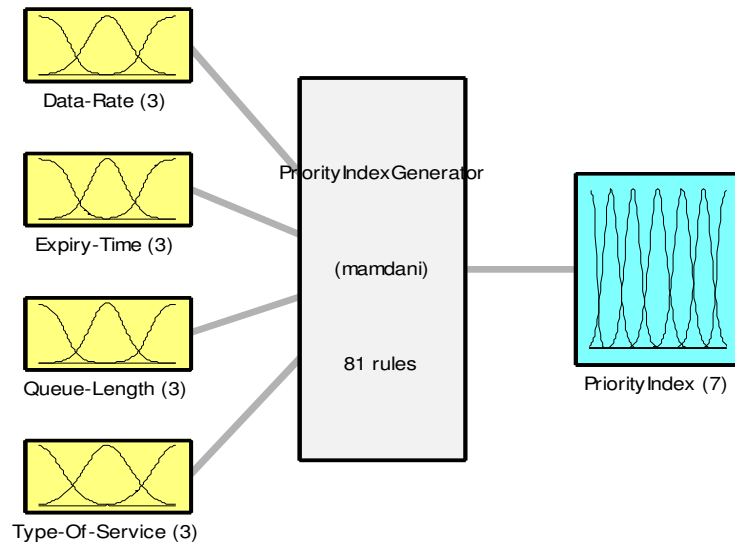 Data-Rate (3)
Expiry-Time (3)
Queue-Length (3)
Type-Of-Service (3)
PriorityIndexGenerator
(mamdani)
81 rules
PriorityIndex (7)